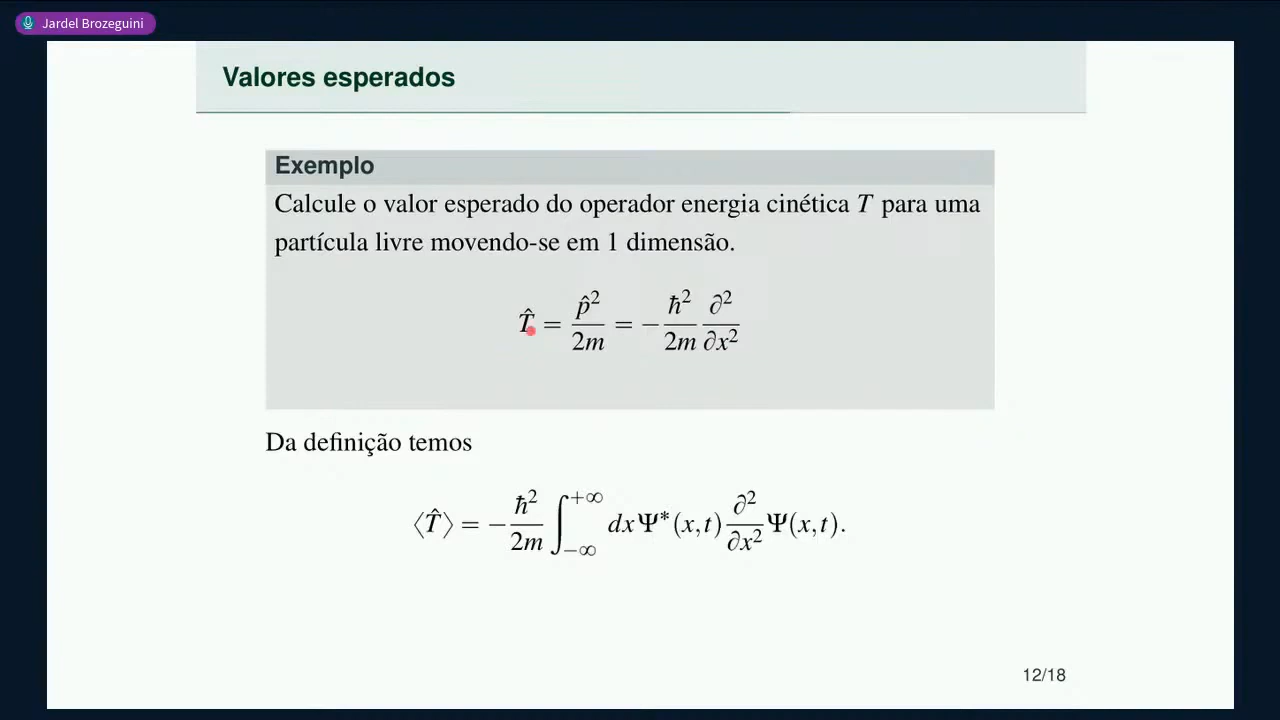 Jardel Brozeguini
Valores esperados
Exemplo
Calcule o valor esperado do operador energia cinética T para uma
partícula livre movendo-se em 1 dimensão.
T̂ = p̂²/2m = −ħ²/2m ∂²/∂x²
Da definição temos
⟨T̂⟩ = −ħ²/2m ∫₋∞⁺∞ dxΨ*(x,t) ∂²/∂x² Ψ(x,t).
12/18